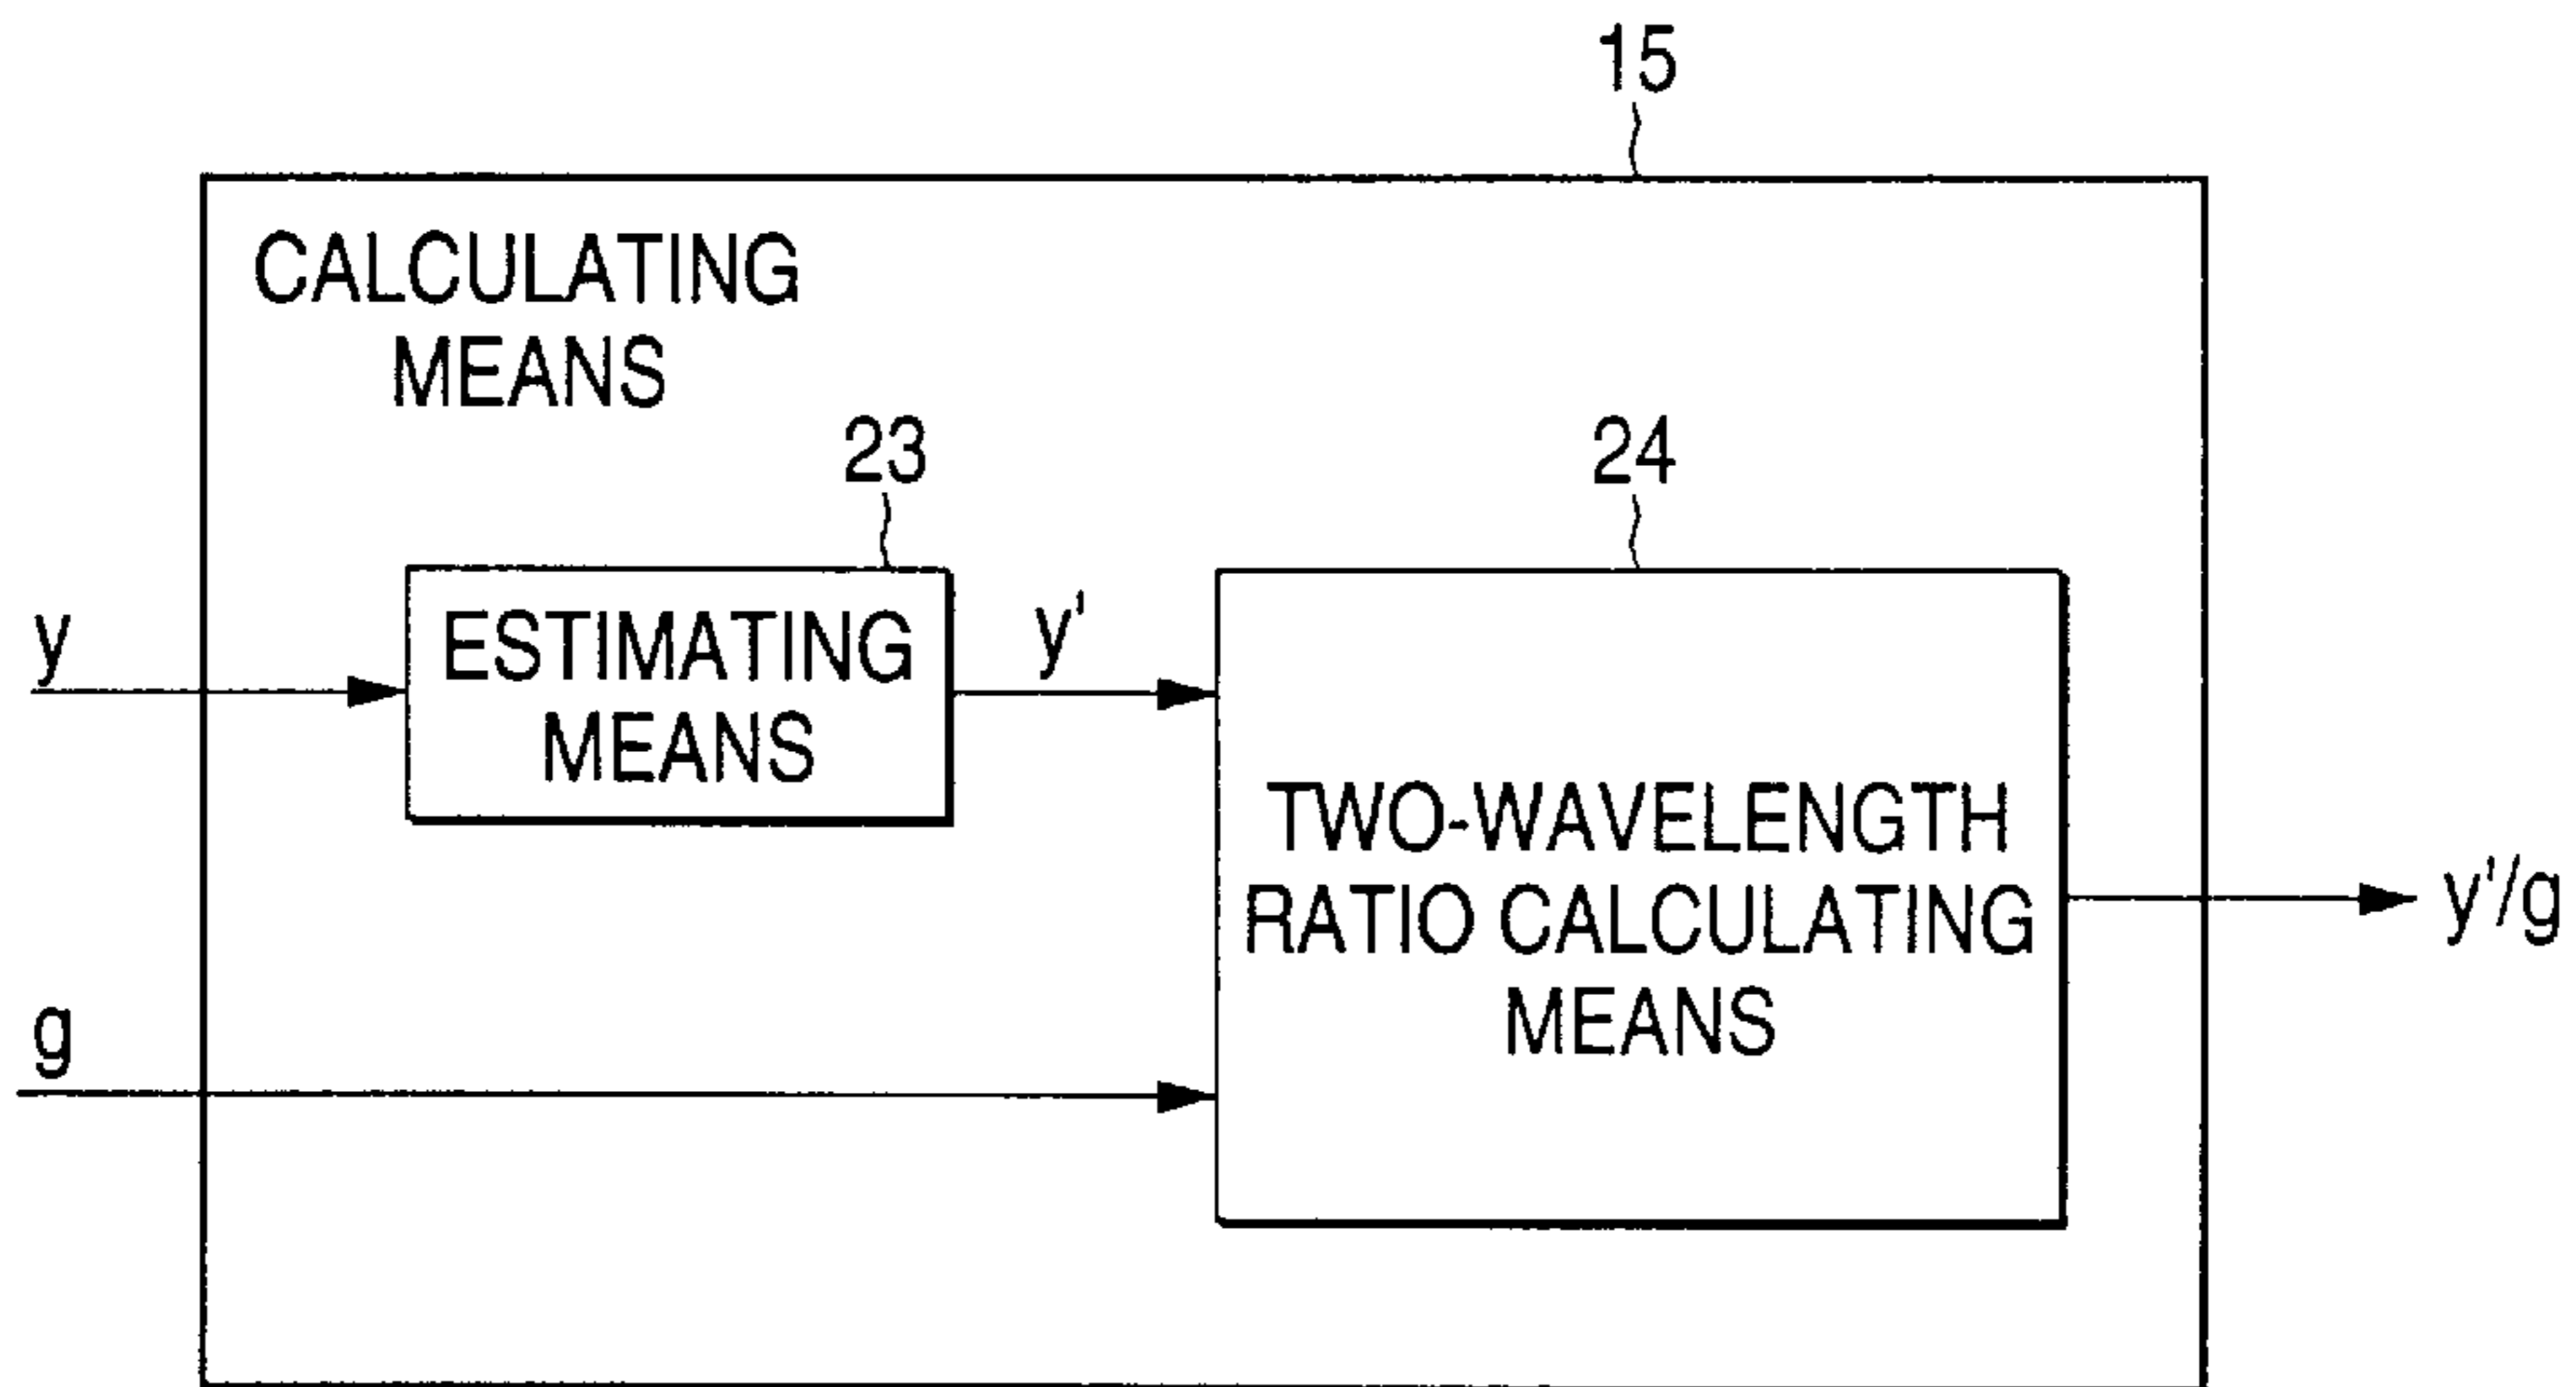 15
CALCULATING
MEANS
23
24
y
ESTIMATING
MEANS
y'
TWO-WAVELENGTH
RATIO CALCULATING
MEANS
y'/g
g